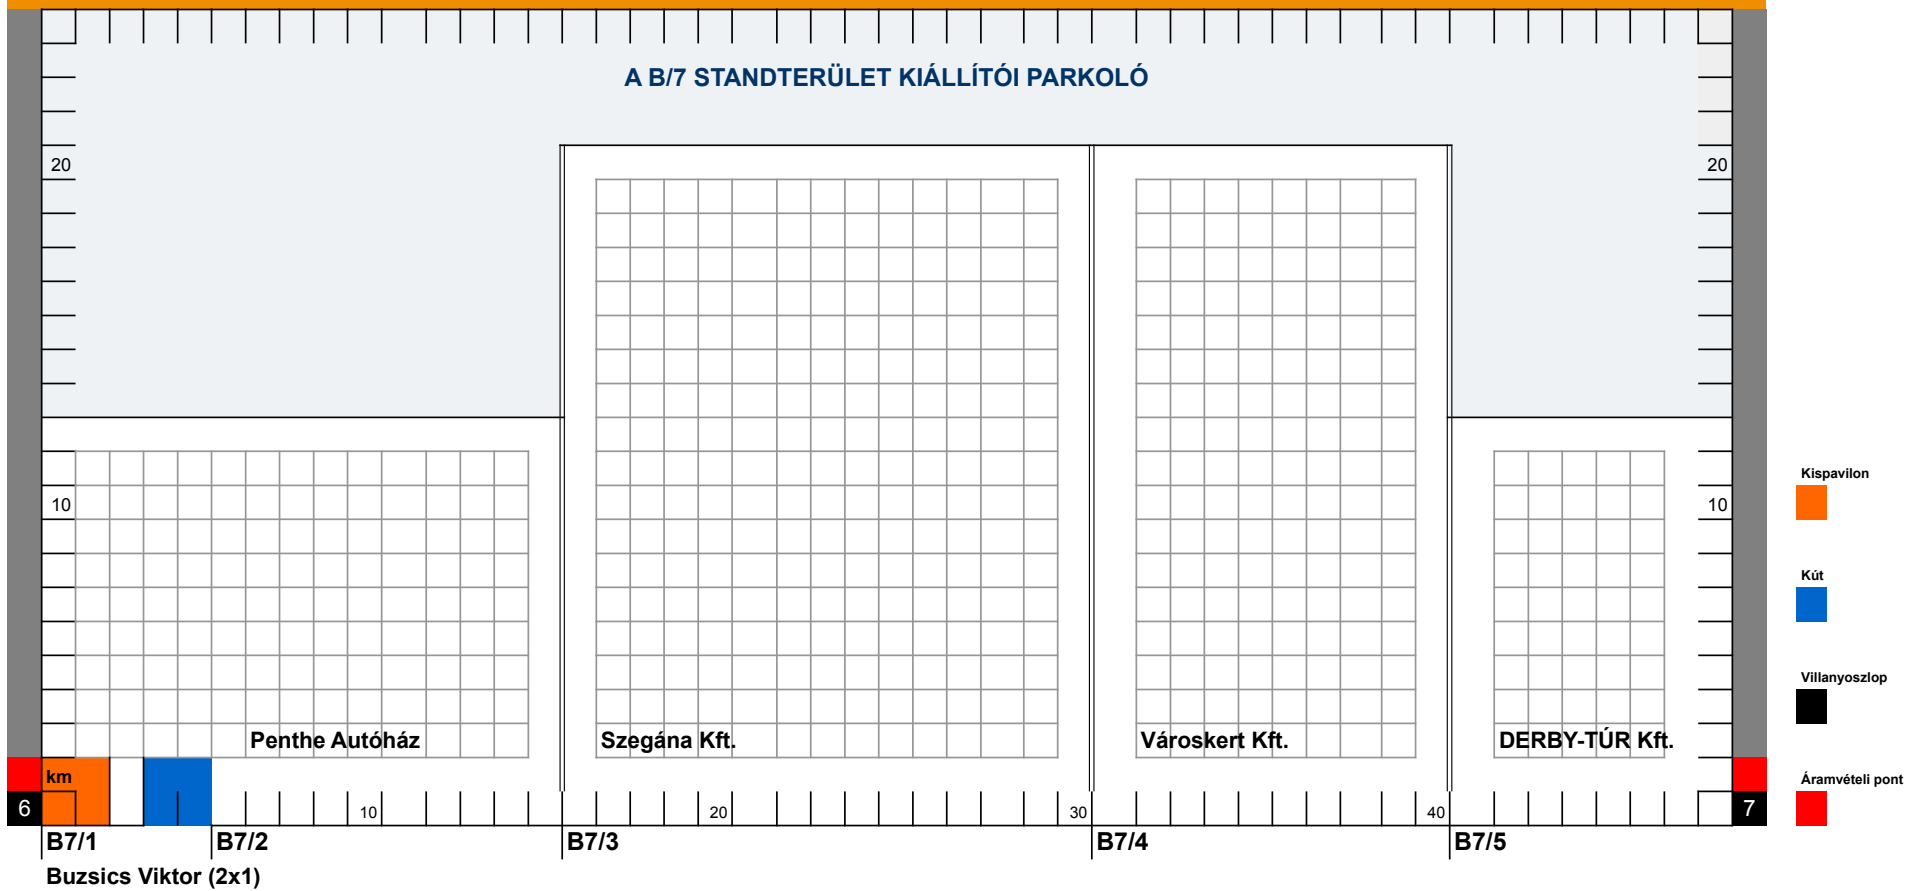 A B/7 STANDTERÜLET KIÁLLÍTÓI PARKOLÓ
20 20
10 10
Kispavilon
Kút
Villanyoszlop
Penthe Autóház Szegána Kft. Városkert Kft. DERBY-TÚR Kft.
km
Áramvételi pont
6 10 20 30 40 7
B7/1 B7/2 B7/3 B7/4 B7/5
Buzsics Viktor (2x1)